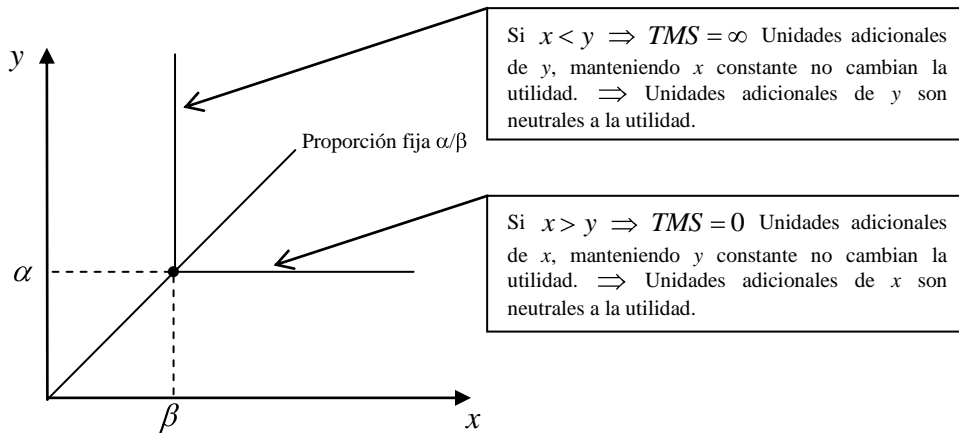 y
Si x < y ⇒ TMS = ∞ Unidades adicionales
de y, manteniendo x constante no cambian la
utilidad. ⇒ Unidades adicionales de y son
neutrales a la utilidad.
Proporción fija α/β
Si x > y ⇒ TMS = 0 Unidades adicionales
de x, manteniendo y constante no cambian la
utilidad. ⇒ Unidades adicionales de x son
neutrales a la utilidad.
α
β
x